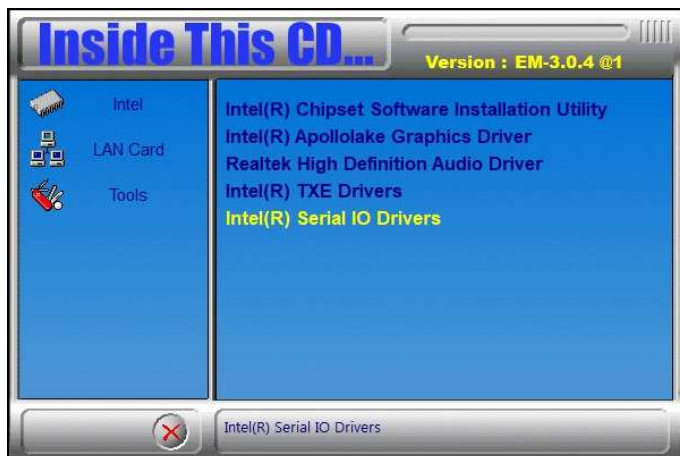 Inside This CD...
Version : EM-3.0.4 @1
Intel
LAN Card
Tools
Intel(R) Chipset Software Installation Utility
Intel(R) Apollolake Graphics Driver
Realtek High Definition Audio Driver
Intel(R) TXE Drivers
Intel(R) Serial IO Drivers
Intel(R) Serial IO Drivers